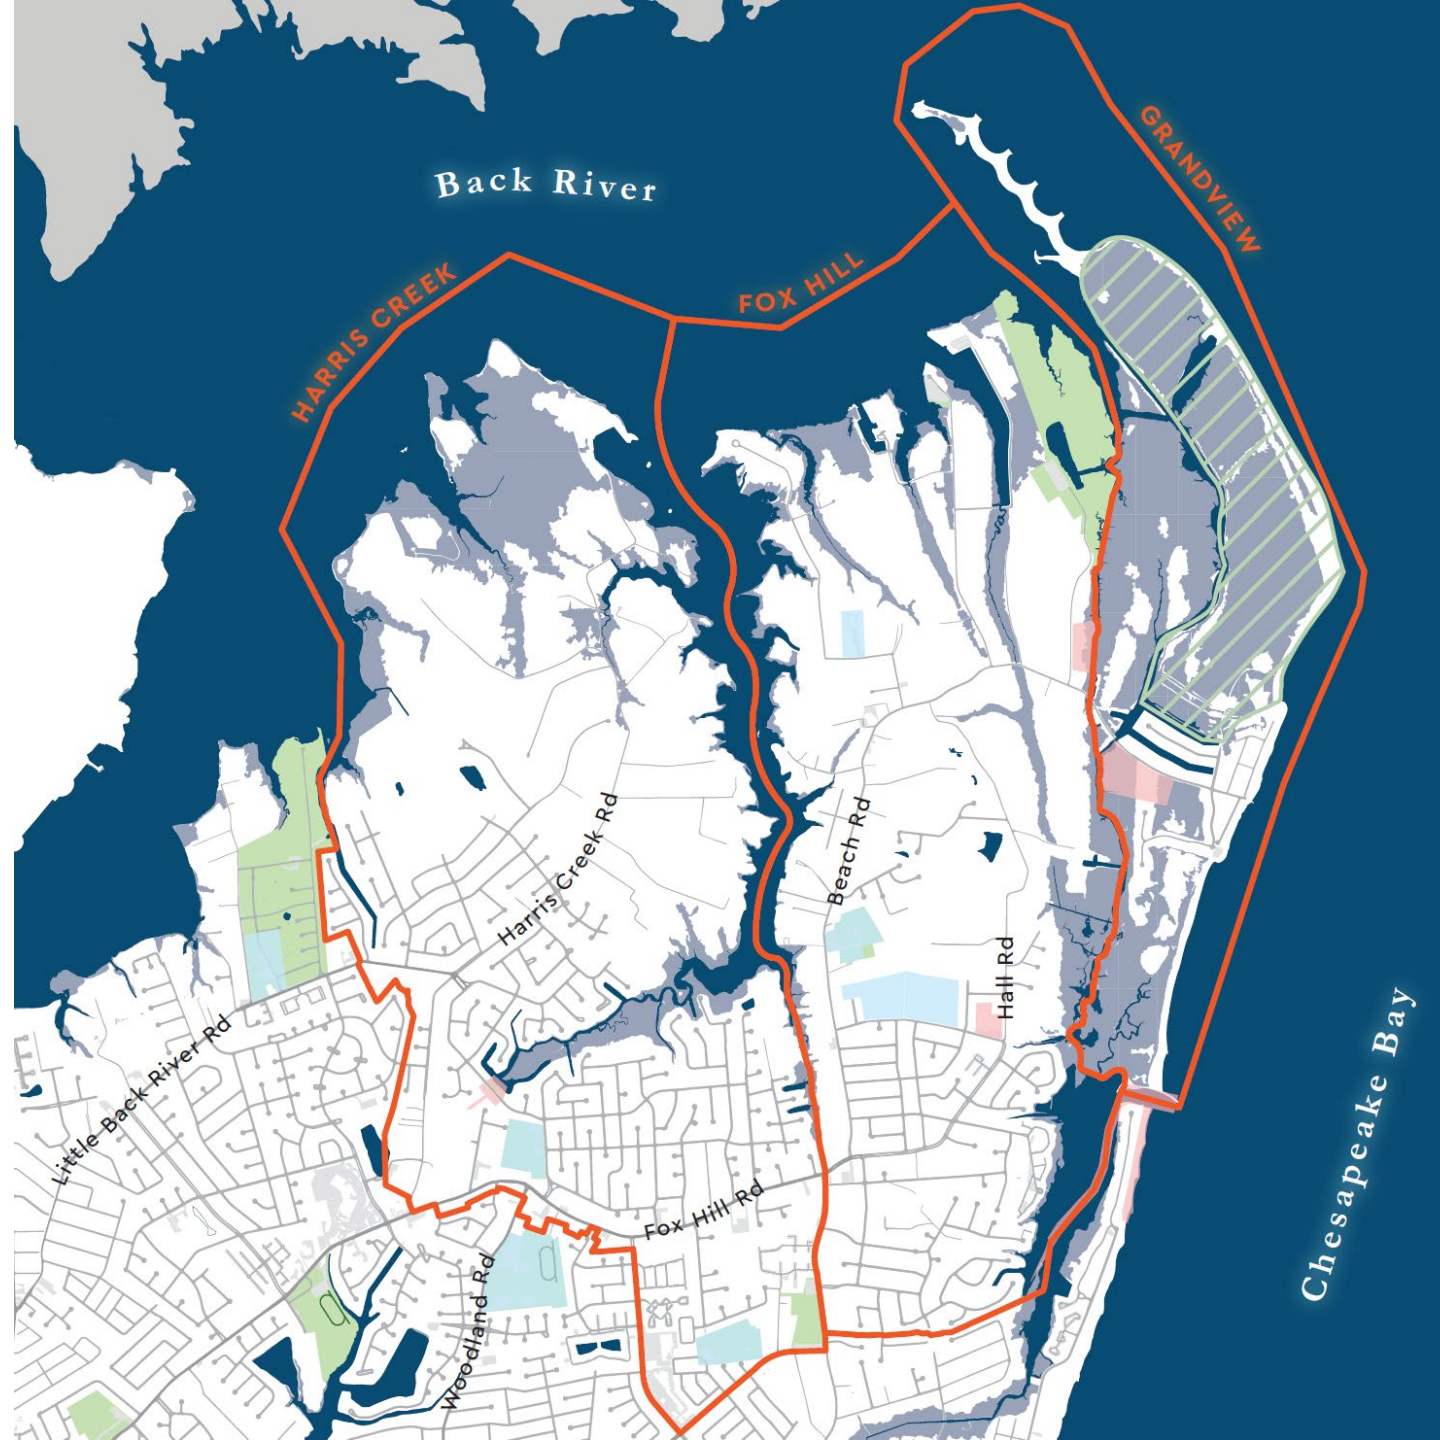 GRANDVIEW
Back River
FOX HILL
HARRIS CREEK
Harris Creek Rd
Beach Rd
Hall Rd
Little Back River Rd
Chesapeake Bay
Fox Hill Rd
Woodland Rd